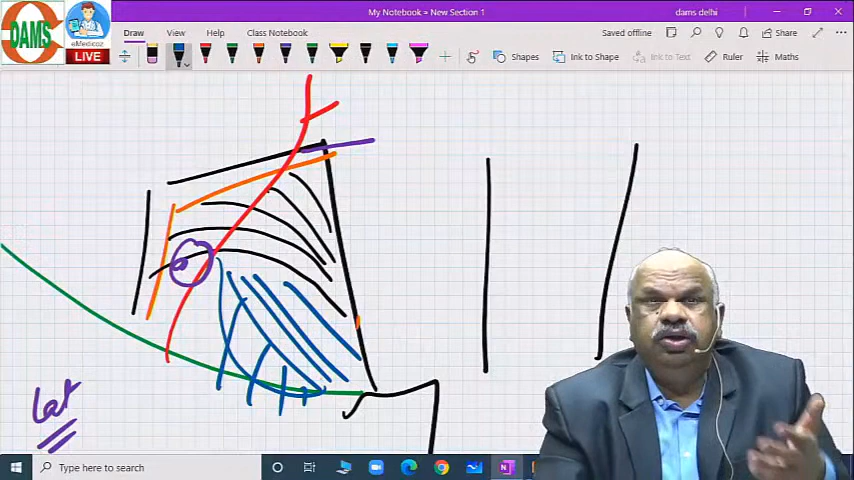 My Notebook » New Section 1
dams delhi
DAMS
eMedicoz
LIVE
Draw
View
Help
Class Notebook
Saved offline
Share
Shapes
Ink to Shape
Ink to Text
Ruler
Maths
Lat
Type here to search